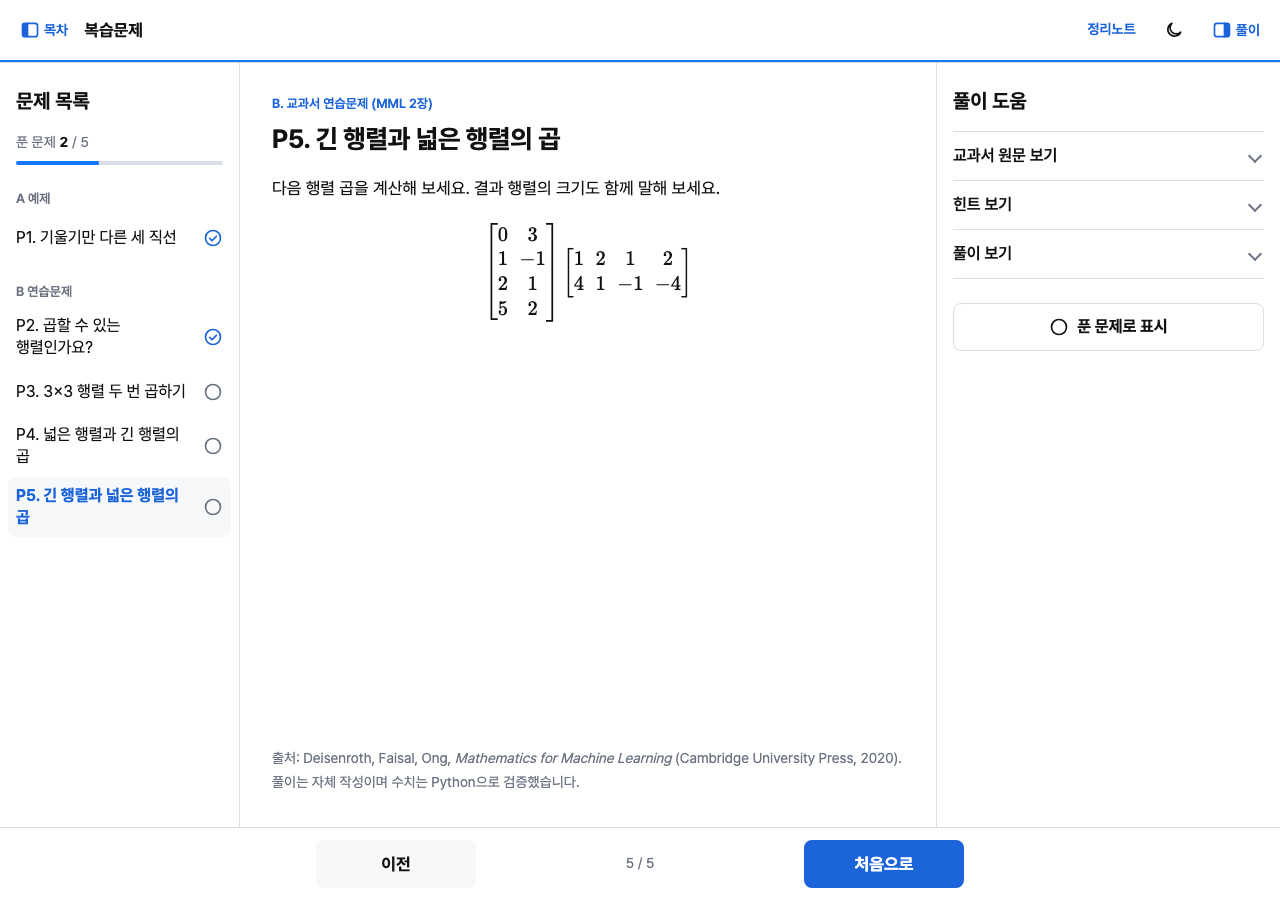 목차 복습문제 정리노트 풀이
문제 목록
푼 문제 2 / 5
A 예제
P1. 기울기만 다른 세 직선
B 연습문제
P2. 곱할 수 있는
행렬인가요?
P3. 3×3 행렬 두 번 곱하기
P4. 넓은 행렬과 긴 행렬의
곱
P5. 긴 행렬과 넓은 행렬의
곱
B. 교과서 연습문제 (MML 2장)
P5. 긴 행렬과 넓은 행렬의 곱
다음 행렬 곱을 계산해 보세요. 결과 행렬의 크기도 함께 말해 보세요.
0 3
1 −1
2 1
5 2
1 2 1 2
4 1 −1 −4
출처: Deisenroth, Faisal, Ong, Mathematics for Machine Learning (Cambridge University Press, 2020).
풀이는 자체 작성이며 수치는 Python으로 검증했습니다.
풀이 도움
교과서 원문 보기
힌트 보기
풀이 보기
푼 문제로 표시
이전 5 / 5 처음으로